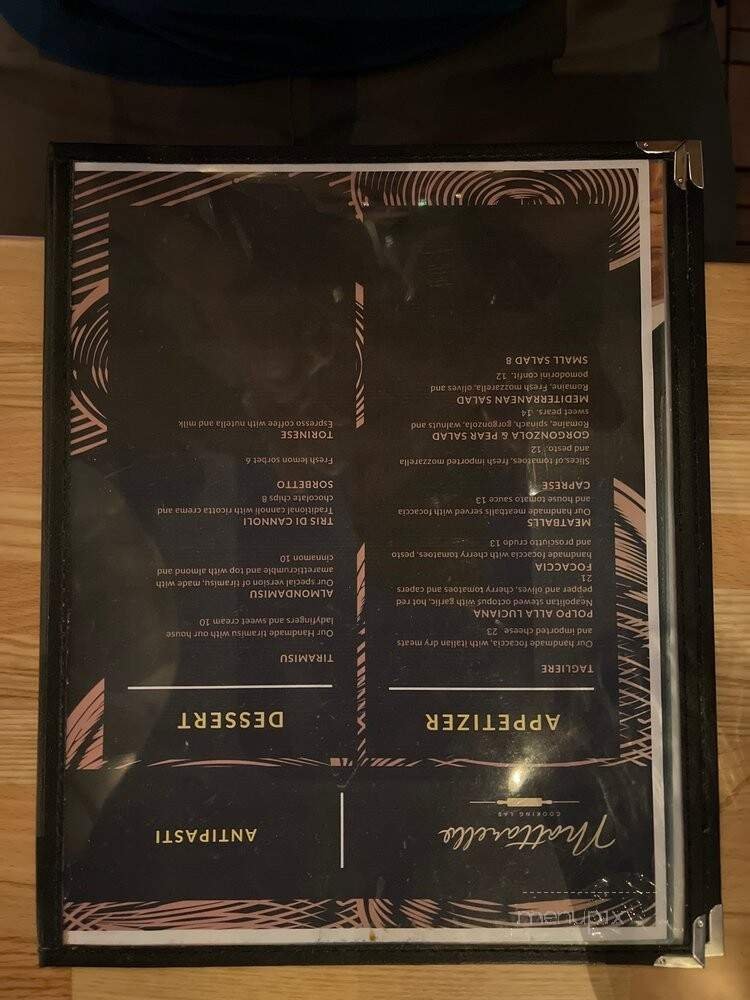 Mattarello
COOKING LAB
ANTIPASTI
APPETIZER
TAGLIERE
Our handmade, focaccia, with italian dry meats
and imported cheese 23
POLPO ALLA LUCIANA
Neapolitan stewed octopus with garlic, hot red
pepper and olives, cherry tomatoes and capers
21
FOCACCIA
handmade focaccia with cherry tomatoes, pesto
and prosciutto crudo 13
MEATBALLS
Our handmade meatballs served with focaccia
and house tomato sauce 13
CAPRESE
Slices of tomatoes, fresh imported mozzarella
and pesto. 12
GORGONZOLA & PEAR SALAD
Romaine, spinach, gorgonzola, walnuts and
sweet pears. 14
MEDITERRANEAN SALAD
Romaine, Fresh mozzarella, olives and
pomodorini confit. 12
SMALL SALAD 8
DESSERT
TIRAMISU
Our Handmade tiramisu with our house
ladyfingers and sweet cream 10
ALMONDAMISU
Our special version of tiramisu, made with
amaretticrumble and top with almond and
cinnamon 10
TRIS DI CANNOLI
Traditional cannoli with ricotta crema and
chocolate chips 8
SORBETTO
Fresh lemon sorbet 6
TORINESE
Espresso coffee with nutella and milk